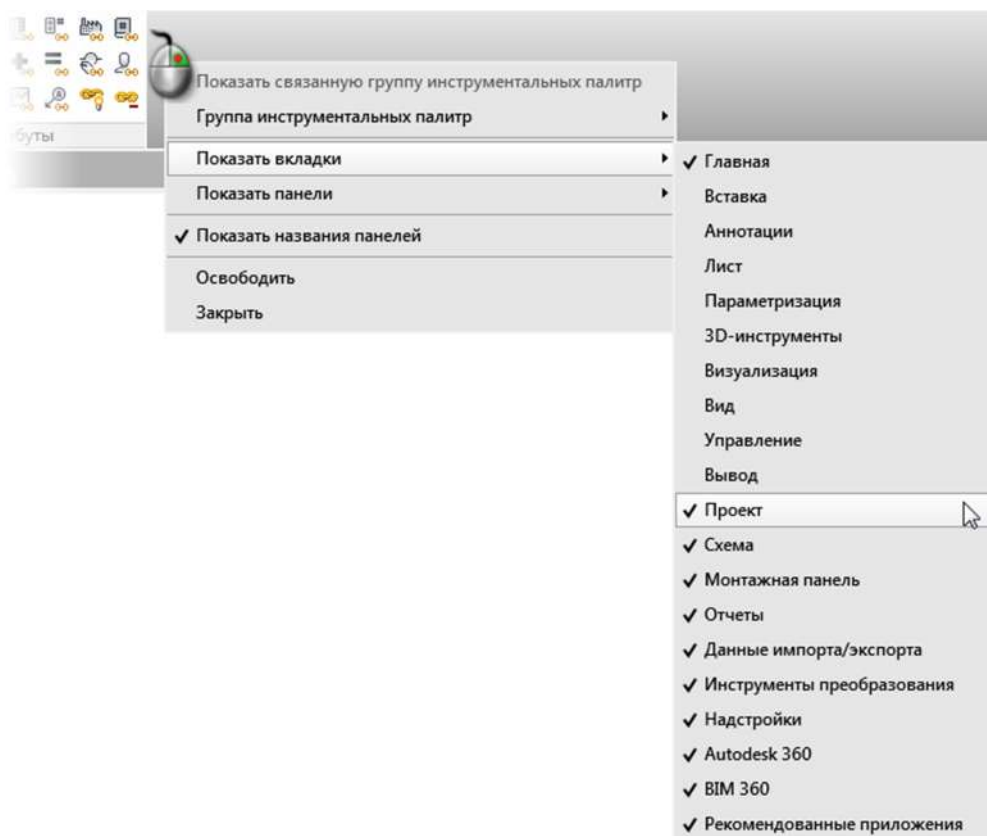 Показать связанную группу инструментальных палитр
Группа инструментальных палитр
Показать вкладки
Показать панели
Показать названия панелей
Освободить
Закрыть
Главная
Вставка
Аннотации
Лист
Параметризация
3D-инструменты
Визуализация
Вид
Управление
Вывод
Проект
Схема
Монтажная панель
Отчеты
Данные импорта/экспорта
Инструменты преобразования
Надстройки
Autodesk 360
BIM 360
Рекомендованные приложения